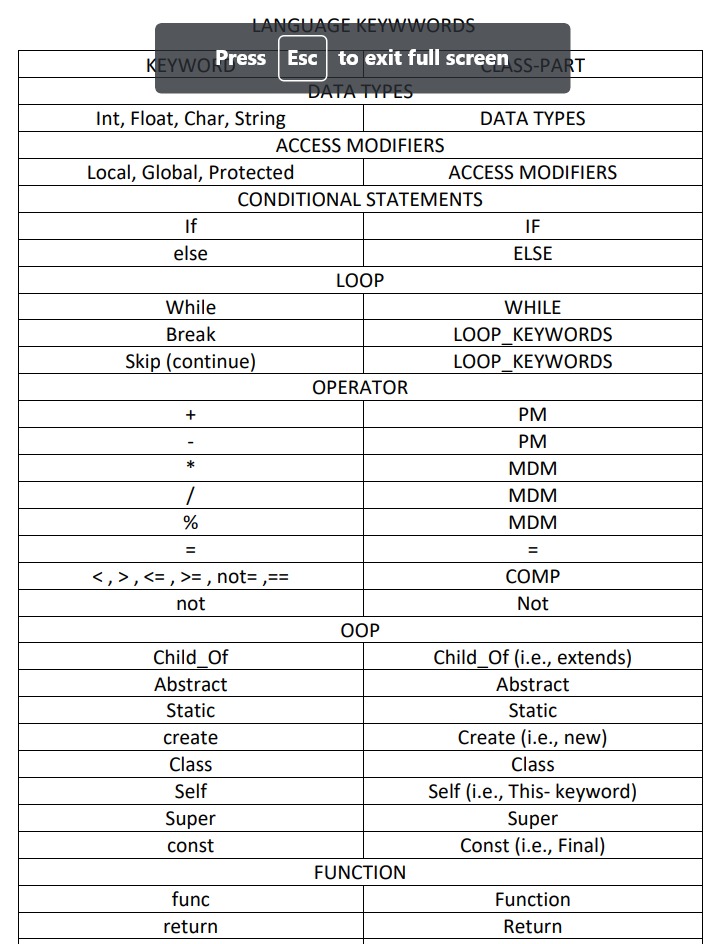 LANGUAGE KEYWWORDS
Press Esc to exit full screen
KEYWORD CLASS-PART
DATA TYPES
Int, Float, Char, String DATA TYPES
ACCESS MODIFIERS
Local, Global, Protected ACCESS MODIFIERS
CONDITIONAL STATEMENTS
If IF
else ELSE
LOOP
While WHILE
Break LOOP_KEYWORDS
Skip (continue) LOOP_KEYWORDS
OPERATOR
+ PM
- PM
* MDM
/ MDM
% MDM
= =
< , > , <= , >= , not= ,== COMP
not Not
OOP
Child_Of Child_Of (i.e., extends)
Abstract Abstract
Static Static
create Create (i.e., new)
Class Class
Self Self (i.e., This- keyword)
Super Super
const Const (i.e., Final)
FUNCTION
func Function
return Return